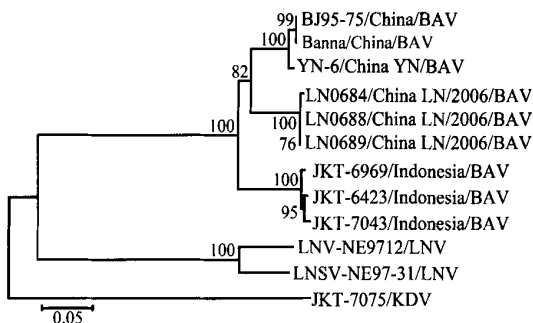 99
BJ95-75/China/BAV
100
Banna/China/BAV
YN-6/China YN/BAV
82
LN0684/China LN/2006/BAV
100
LN0688/China LN/2006/BAV
76
LN0689/China LN/2006/BAV
100
JKT-6969/Indonesia/BAV
100
JKT-6423/Indonesia/BAV
95
JKT-7043/Indonesia/BAV
100
LNV-NE9712/LNV
LNSV-NE97-31/LNV
JKT-7075/KDV
0.05